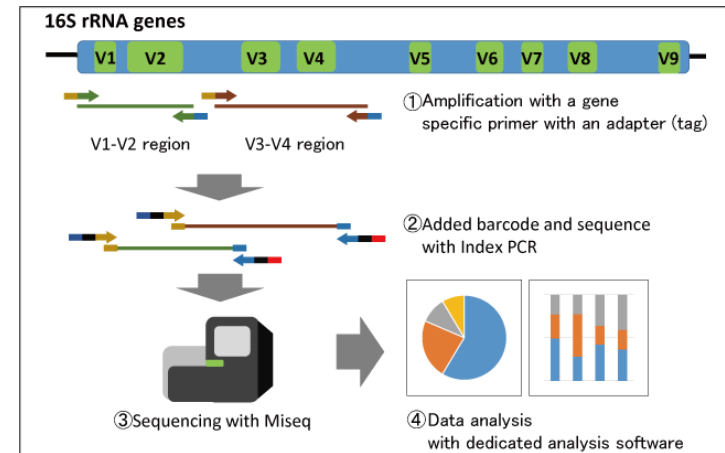 16S rRNA genes
V1 V2 V3 V4 V5 V6 V7 V8 V9
①Amplification with a gene
specific primer with an adapter (tag)
V1-V2 region V3-V4 region
②Added barcode and sequence
with Index PCR
③Sequencing with Miseq
④Data analysis
with dedicated analysis software